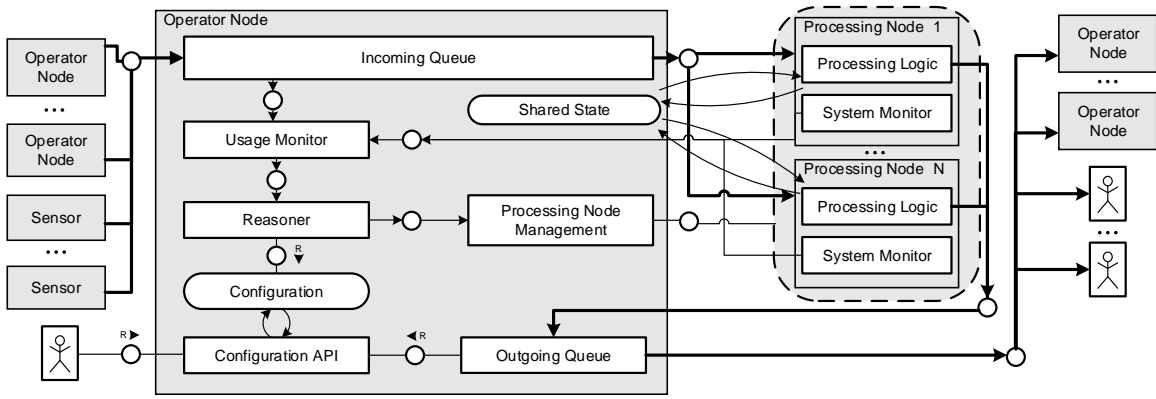 Operator Node
Operator
Node
...
Operator
Node
Sensor
...
Sensor
Incoming Queue
Usage Monitor
Reasoner
R
Configuration
R
Configuration API
R
Shared State
Processing Node
Management
Outgoing Queue
Processing Node 1
Processing Logic
System Monitor
...
Processing Node N
Processing Logic
System Monitor
Operator
Node
...
Operator
Node
...